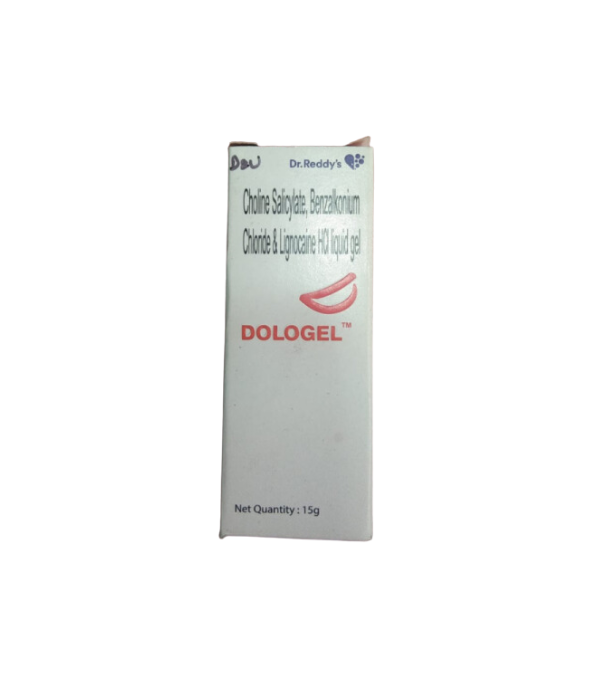 Dr.Reddy's
Choline Salicylate, Benzalkonium
Chloride & Lignocaine HCl liquid gel
DOLOGEL™
Net Quantity : 15g